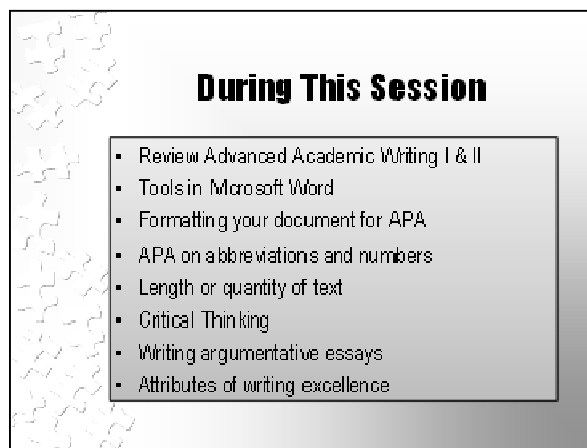 During This Session
▪ Review Advanced Academic Writing I & II
▪ Tools in Microsoft Word
▪ Formatting your document for APA
▪ APA on abbreviations and numbers
▪ Length or quantity of text
▪ Critical Thinking
▪ Writing argumentative essays
▪ Attributes of writing excellence